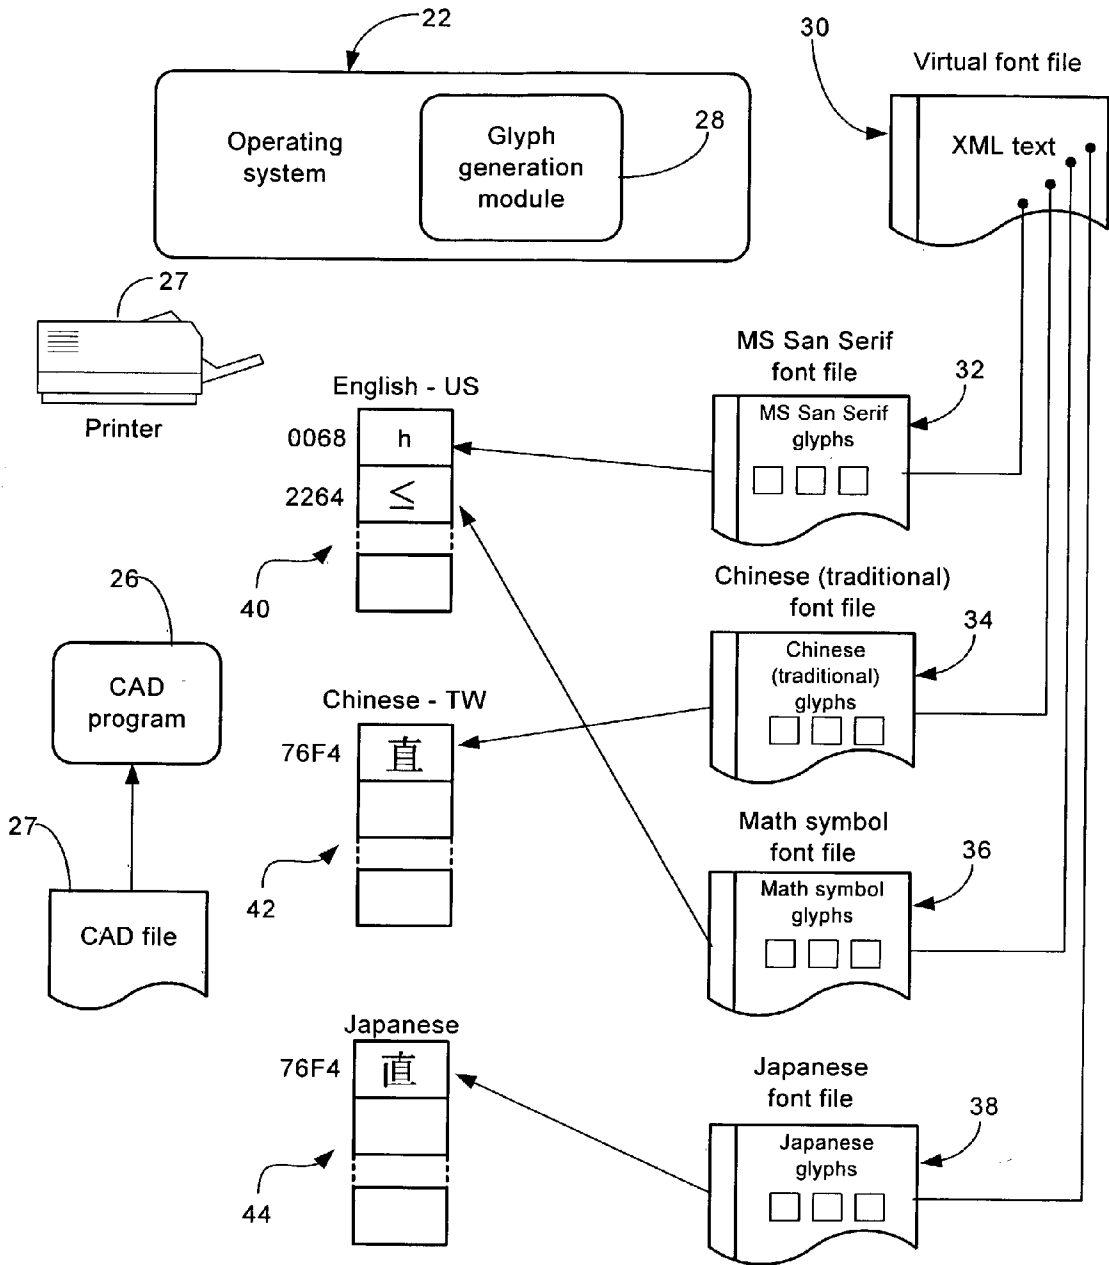 22
Operating
system
Glyph
generation
module
28
30
Virtual font file
XML text
27
Printer
MS San Serif
font file
32
MS San Serif
glyphs
English - US
0068
h
2264
≤
40
Chinese (traditional)
font file
34
Chinese
(traditional)
glyphs
26
CAD
program
27
CAD file
Chinese - TW
76F4
直
42
Math symbol
font file
36
Math symbol
glyphs
Japanese
76F4
直
44
Japanese
font file
38
Japanese
glyphs